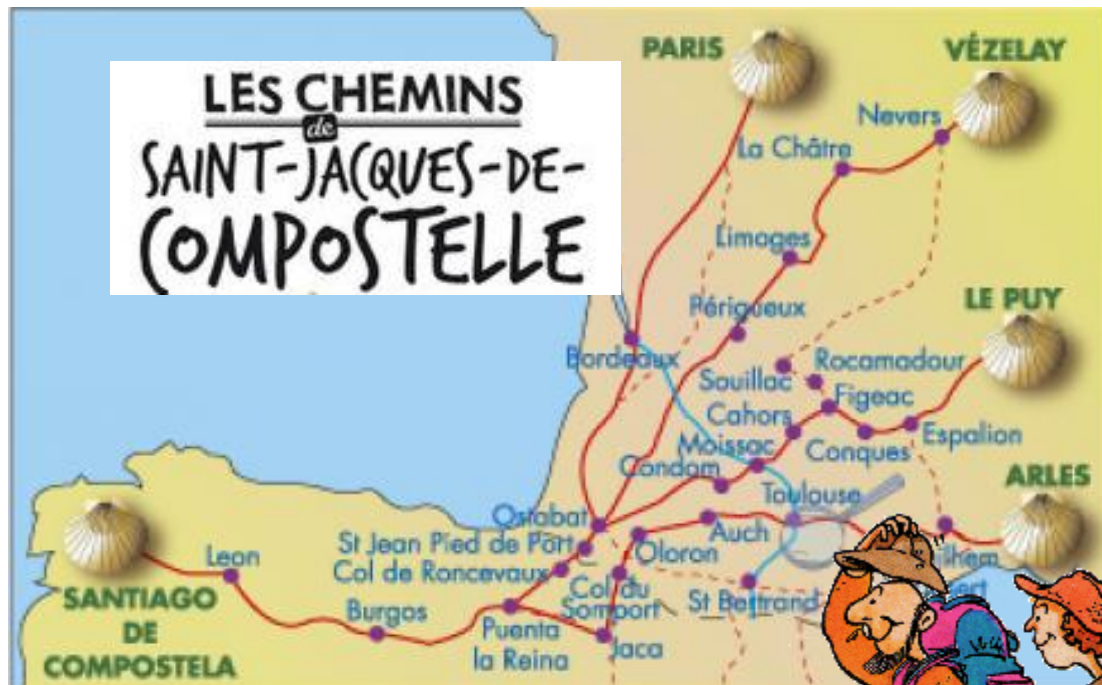 LES CHEMINS
de
SAINT-JACQUES-DE-
COMPOSTELLE
PARIS
VÉZELAY
Nevers
La Châtre
Limoges
LE PUY
Périgueux
Bordeaux
Rocamadour
Souillac
Figeac
Cahors
Moissac
Conques
Espalion
Condom
ARLES
Toulouse
Ostabat
Auch
St Jean Pied de Port
Oloron
Col de Roncevaux
Leon
Col du
Somport
St Bertrand
SANTIAGO
DE
COMPOSTELA
Burgos
Puenta
la Reina
Jaca